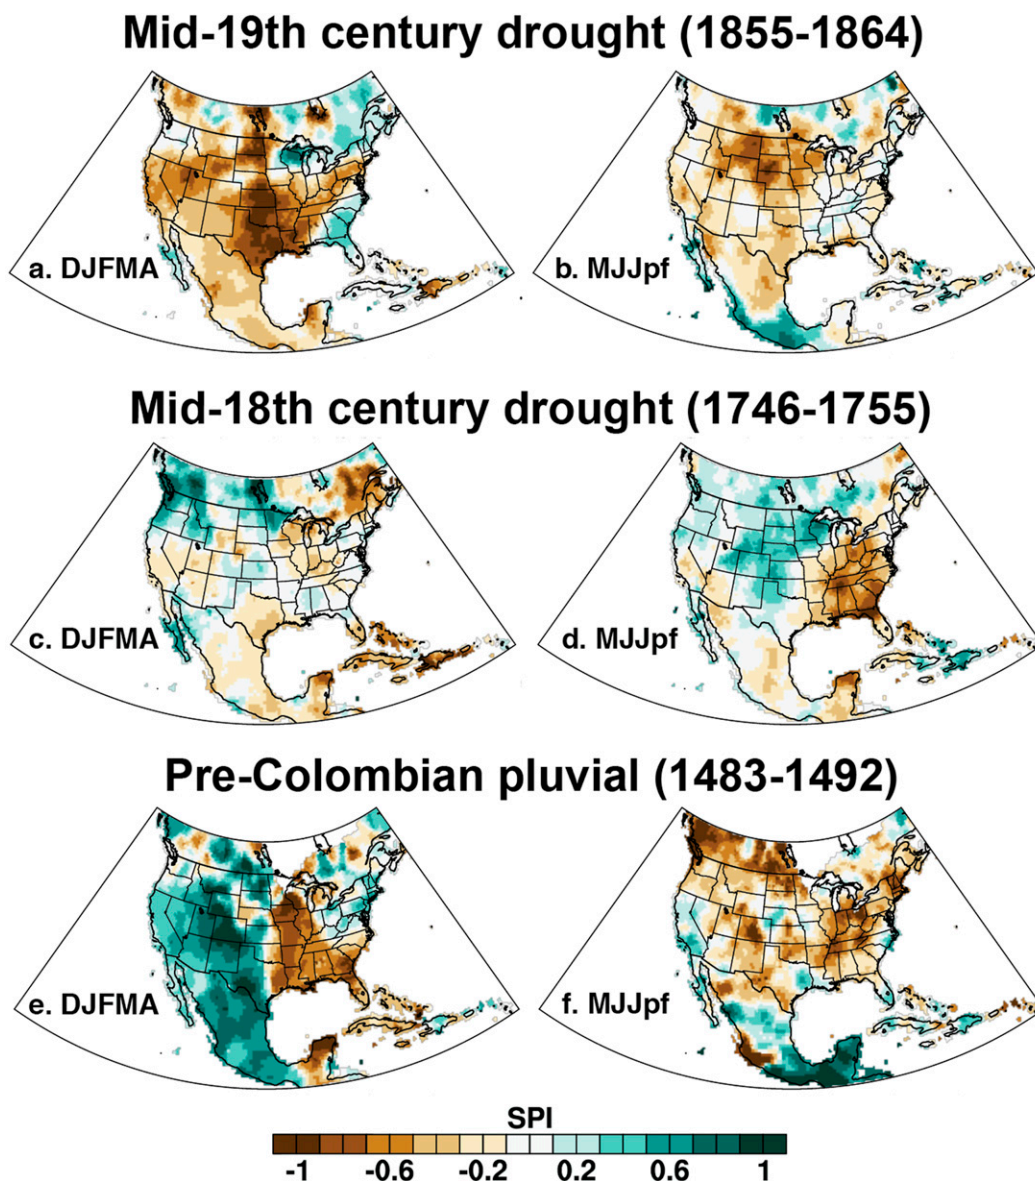 Mid-19th century drought (1855-1864)
a. DJFMA
b. MJJpf
Mid-18th century drought (1746-1755)
c. DJFMA
d. MJJpf
Pre-Colombian pluvial (1483-1492)
e. DJFMA
f. MJJpf
SPI
-1 -0.6 -0.2 0.2 0.6 1